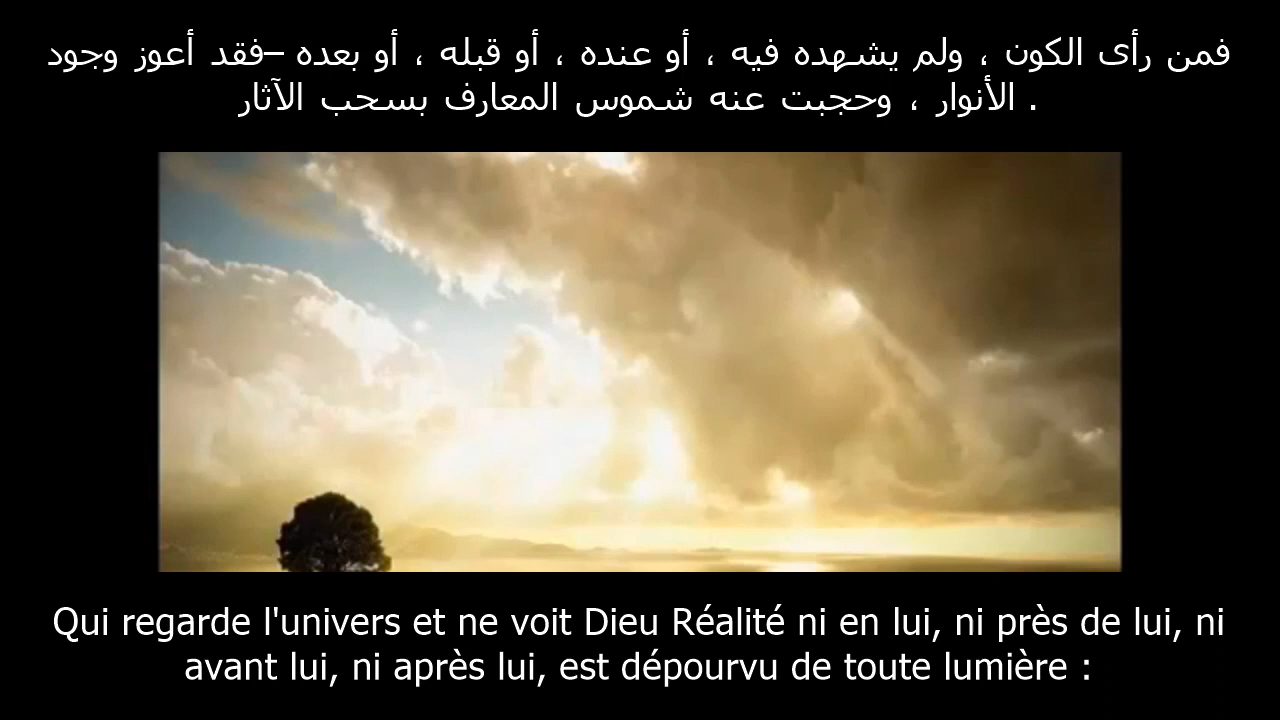 فمن رأى الكون ، ولم يشهده فيه ، أو عنده ، أو قبله ، أو بعده –فقد أعوز وجود
الأنوار ، وحجبت عنه شموس المعارف بسحب الآثار .
Qui regarde l'univers et ne voit Dieu Réalité ni en lui, ni près de lui, ni
avant lui, ni après lui, est dépourvu de toute lumière :